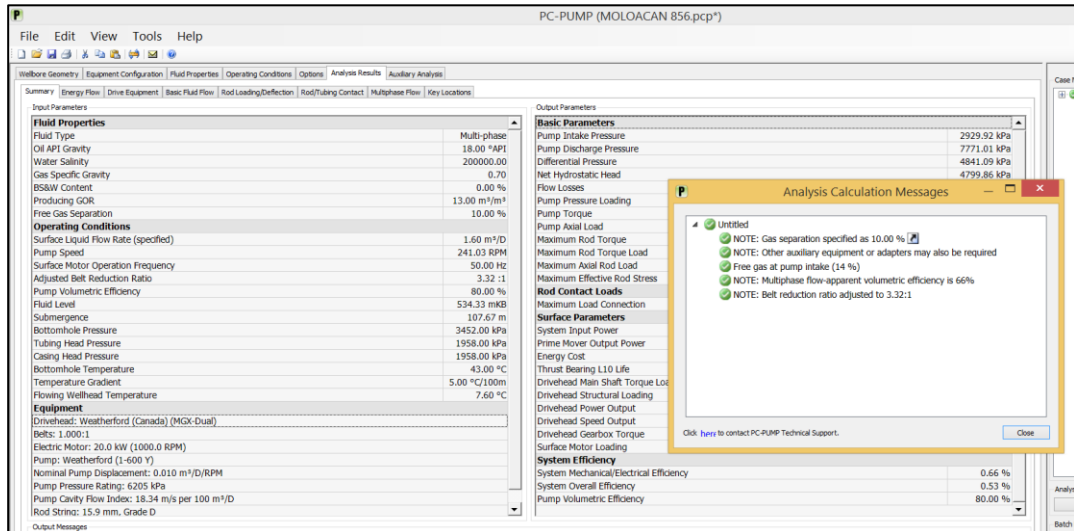 PC-PUMP (MOLOACAN 856.pcp*)
File Edit View Tools Help
Wellbore Geometry Equipment Configuration Fluid Properties Operating Conditions Options Analysis Results Auxiliary Analysis
Summary Energy Flow Drive Equipment Basic Fluid Flow Rod Loading/Deflection Rod/Tubing Contact Multiphase Flow Key Locations
Input Parameters
Fluid Properties
Fluid Type Multi-phase
Oil API Gravity 18.00 °API
Water Salinity 200000.00
Gas Specific Gravity 0.70
BS&W Content 0.00 %
Producing GOR 13.00 m³/m³
Free Gas Separation 10.00 %
Operating Conditions
Surface Liquid Flow Rate (specified) 1.60 m³/D
Pump Speed 241.03 RPM
Surface Motor Operation Frequency 50.00 Hz
Adjusted Belt Reduction Ratio 3.32 :1
Pump Volumetric Efficiency 80.00 %
Fluid Level 534.33 mKB
Submergence 107.67 m
Bottomhole Pressure 3452.00 kPa
Tubing Head Pressure 1958.00 kPa
Casing Head Pressure 1958.00 kPa
Bottomhole Temperature 43.00 °C
Temperature Gradient 5.00 °C/100m
Flowing Wellhead Temperature 7.60 °C
Equipment
Drivehead: Weatherford (Canada) (MGX-Dual)
Belts: 1.000:1
Electric Motor: 20.0 kW (1000.0 RPM)
Pump: Weatherford (1-600 Y)
Nominal Pump Displacement: 0.010 m³/D/RPM
Pump Pressure Rating: 6205 kPa
Pump Cavity Flow Index: 18.34 m/s per 100 m³/D
Rod String: 15.9 mm, Grade D
Output Messages
Output Parameters
Basic Parameters
Pump Intake Pressure 2929.92 kPa
Pump Discharge Pressure 7771.01 kPa
Differential Pressure 4841.09 kPa
Net Hydrostatic Head 4799.86 kPa
Flow Losses
Pump Pressure Loading
Pump Torque
Pump Axial Load
Maximum Rod Torque
Maximum Rod Torque Load
Maximum Axial Rod Load
Maximum Effective Rod Stress
Rod Contact Loads
Maximum Load Connection
Surface Parameters
System Input Power
Prime Mover Output Power
Energy Cost
Thrust Bearing L10 Life
Drivehead Main Shaft Torque Loa
Drivehead Structural Loading
Drivehead Power Output
Drivehead Speed Output
Drivehead Gearbox Torque
Surface Motor Loading
System Efficiency
System Mechanical/Electrical Efficiency 0.66 %
System Overall Efficiency 0.53 %
Pump Volumetric Efficiency 80.00 %
Analysis Calculation Messages
Untitled
NOTE: Gas separation specified as 10.00 %
NOTE: Other auxiliary equipment or adapters may also be required
Free gas at pump intake (14 %)
NOTE: Multiphase flow-apparent volumetric efficiency is 66%
NOTE: Belt reduction ratio adjusted to 3.32:1
Click here to contact PC-PUMP Technical Support.
Close
Case
Analys
Batch